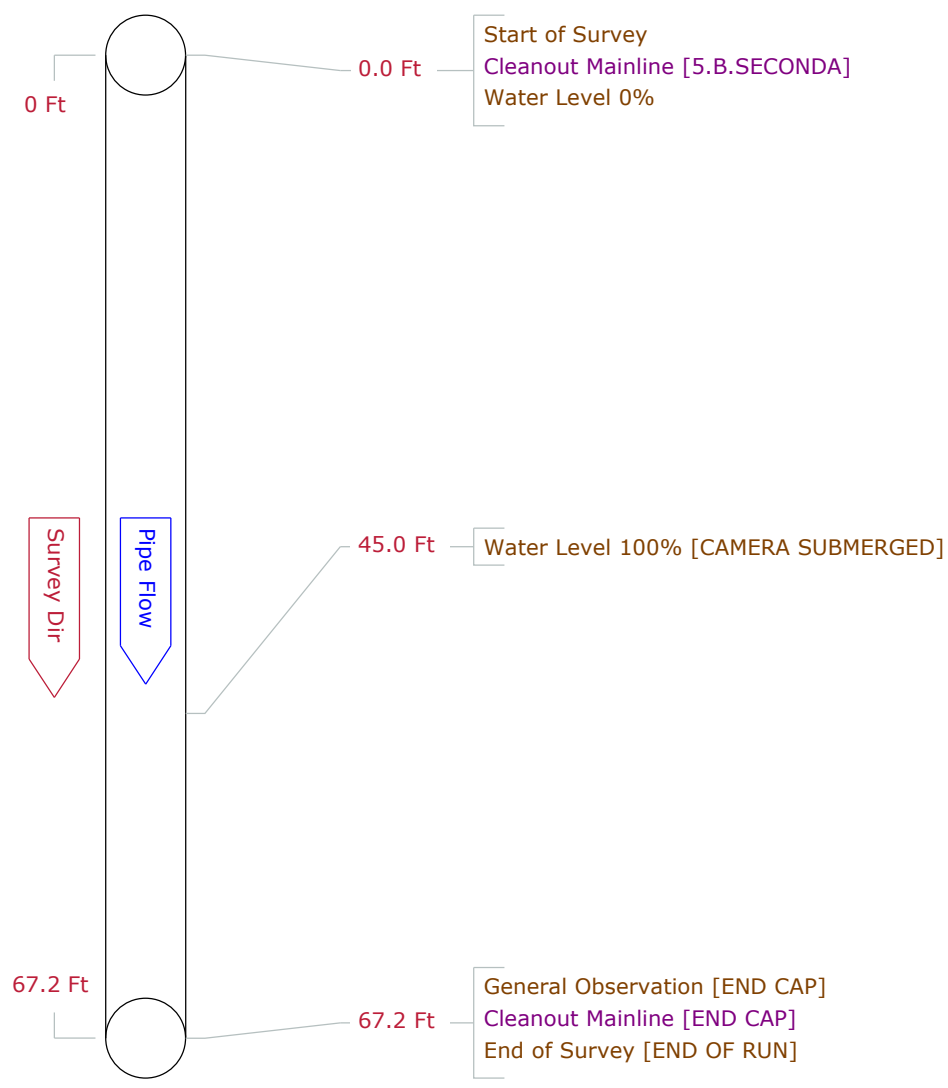 Start of Survey
Cleanout Mainline [5.B.SECONDA]
Water Level 0%
0.0 Ft
0 Ft
Survey Dir
Pipe Flow
45.0 Ft
Water Level 100% [CAMERA SUBMERGED]
67.2 Ft
67.2 Ft
General Observation [END CAP]
Cleanout Mainline [END CAP]
End of Survey [END OF RUN]